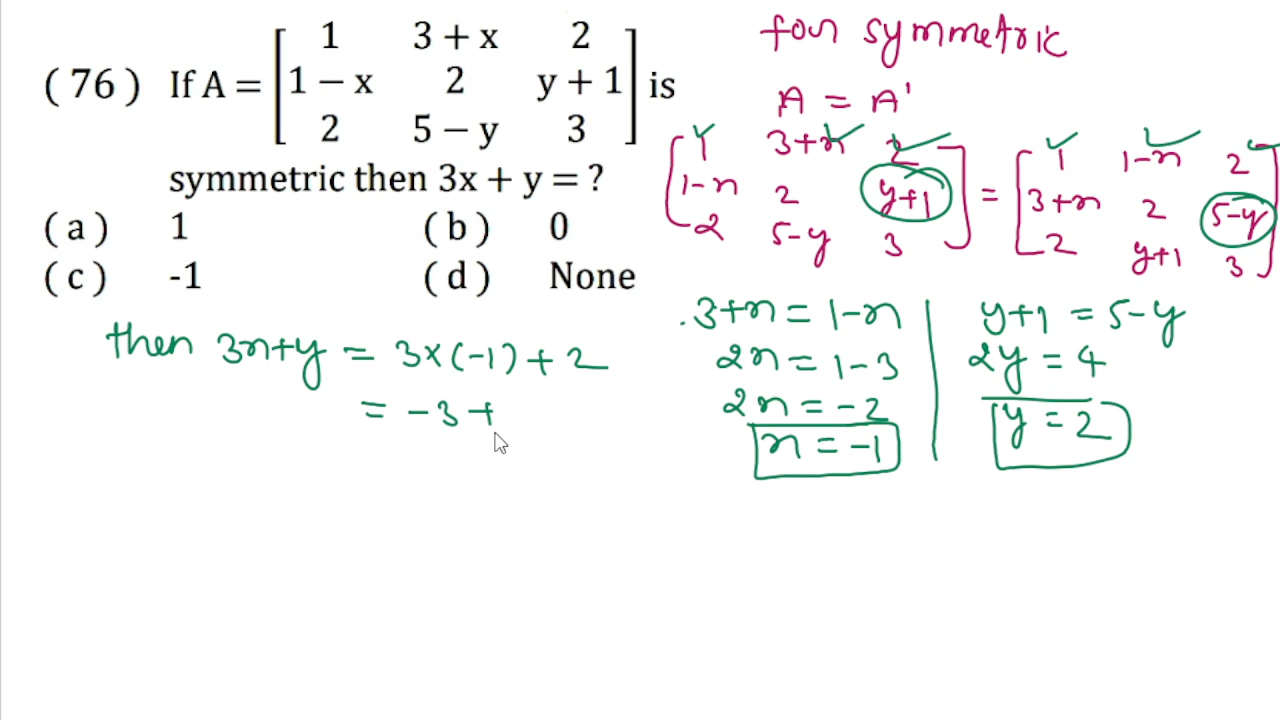 ( 76 ) If A = [ 1 3 + x 2
1 − x 2 y + 1
2 5 − y 3 ] is
symmetric then 3x + y = ?
( a ) 1 ( b ) 0
( c ) -1 ( d ) None
for symmetric
A = A'
[ 1 3+x 2
1-x 2 y+1
2 5-y 3 ] = [ 1 1-x 2
3+x 2 5-y
2 y+1 3 ]
3+x = 1-x
2x = 1-3
2x = -2
x = -1
y+1 = 5-y
2y = 4
y = 2
then 3x+y = 3×(-1) + 2
= -3 +